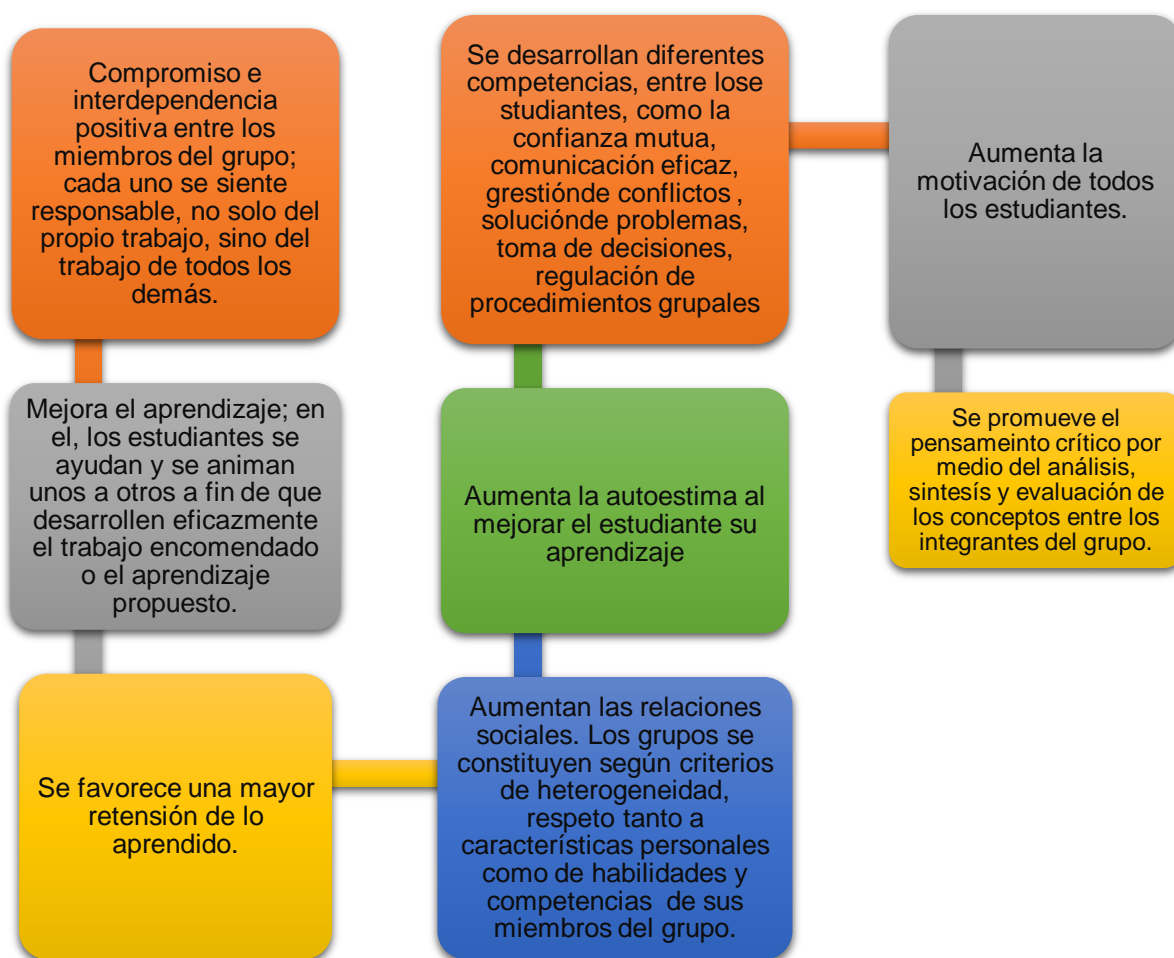 Compromiso e
interdependencia
positiva entre los
miembros del grupo;
cada uno se siente
responsable, no solo del
propio trabajo, sino del
trabajo de todos los
demás.
Mejora el aprendizaje; en
el, los estudiantes se
ayudan y se animan
unos a otros a fin de que
desarrollen eficazmente
el trabajo encomendado
o el aprendizaje
propuesto.
Se favorece una mayor
retensión de lo
aprendido.
Aumentan las relaciones
sociales. Los grupos se
constituyen según criterios
de heterogeneidad,
respeto tanto a
características personales
como de habilidades y
competencias de sus
miembros del grupo.
Aumenta la autoestima al
mejorar el estudiante su
aprendizaje
Se desarrollan diferentes
competencias, entre lose
studiantes, como la
confianza mutua,
comunicación eficaz,
grestiónde conflictos ,
soluciónde problemas,
toma de decisiones,
regulación de
procedimientos grupales
Aumenta la
motivación de todos
los estudiantes.
Se promueve el
pensameinto crítico por
medio del análisis,
sintesís y evaluación de
los conceptos entre los
integrantes del grupo.